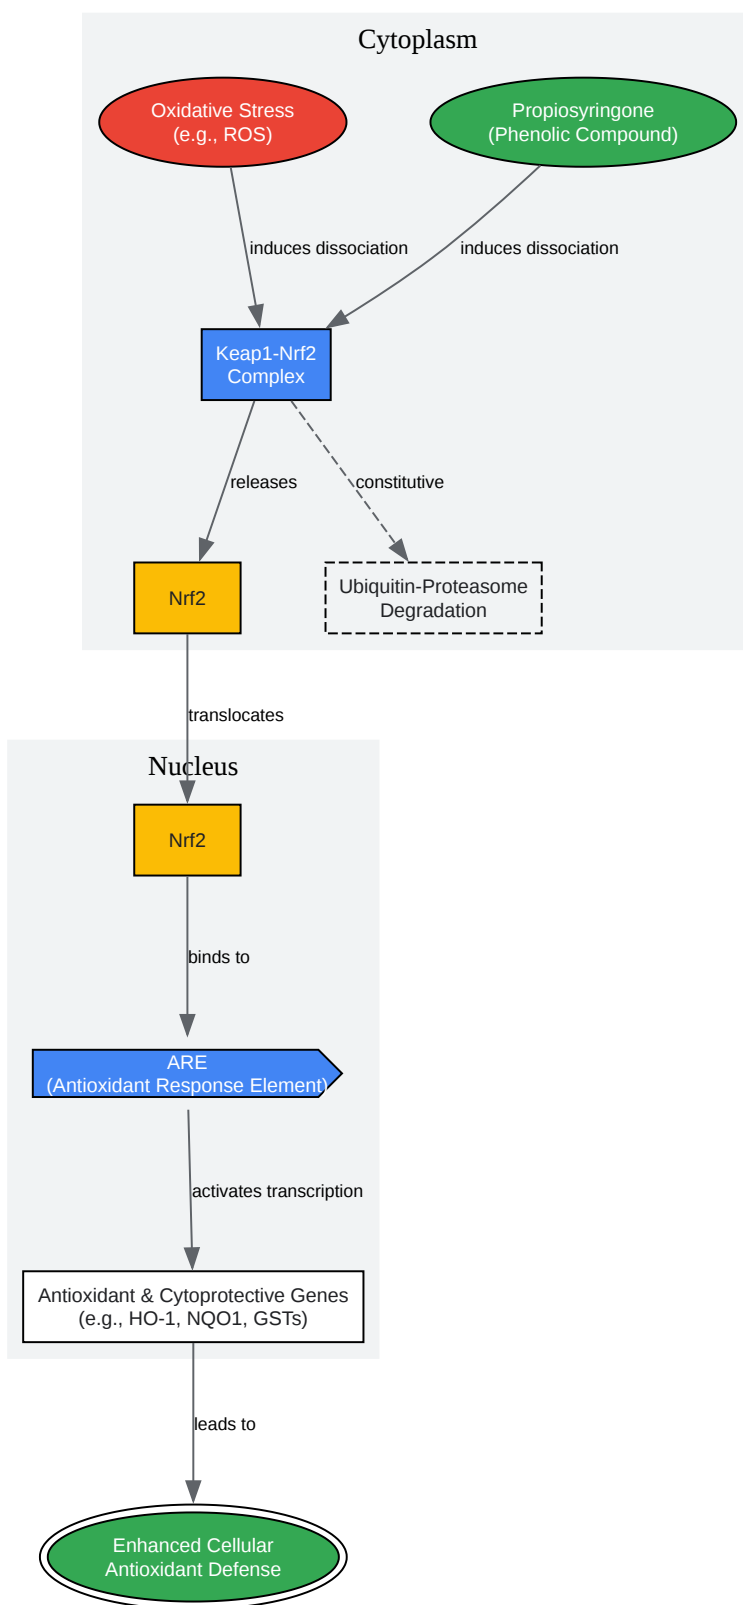 Cytoplasm
Oxidative Stress
(e.g., ROS)
Propiosyringone
(Phenolic Compound)
induces dissociation
induces dissociation
Keap1-Nrf2
Complex
releases
constitutive
Nrf2
Ubiquitin-Proteasome
Degradation
translocates
Nucleus
Nrf2
binds to
ARE
(Antioxidant Response Element)
activates transcription
Antioxidant & Cytoprotective Genes
(e.g., HO-1, NQO1, GSTs)
leads to
Enhanced Cellular
Antioxidant Defense